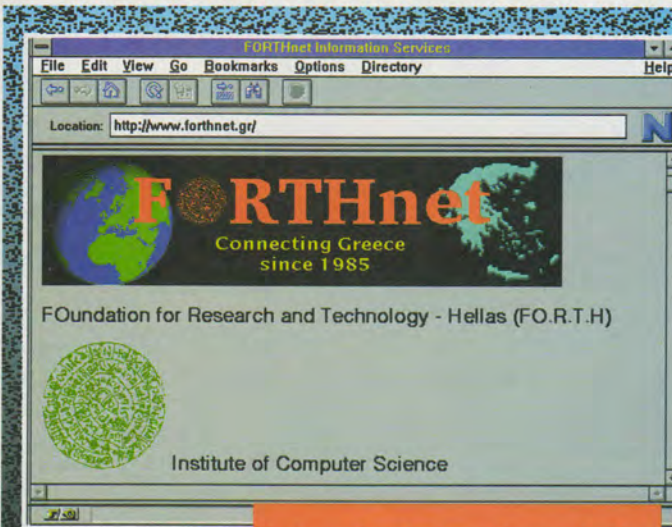 FORTHnet Information Services
File Edit View Go Bookmarks Options Directory Help
Location: http://www.forthnet.gr/
N
FORTHnet
Connecting Greece
since 1985
FOundation for Research and Technology - Hellas (FO.R.T.H)
Institute of Computer Science